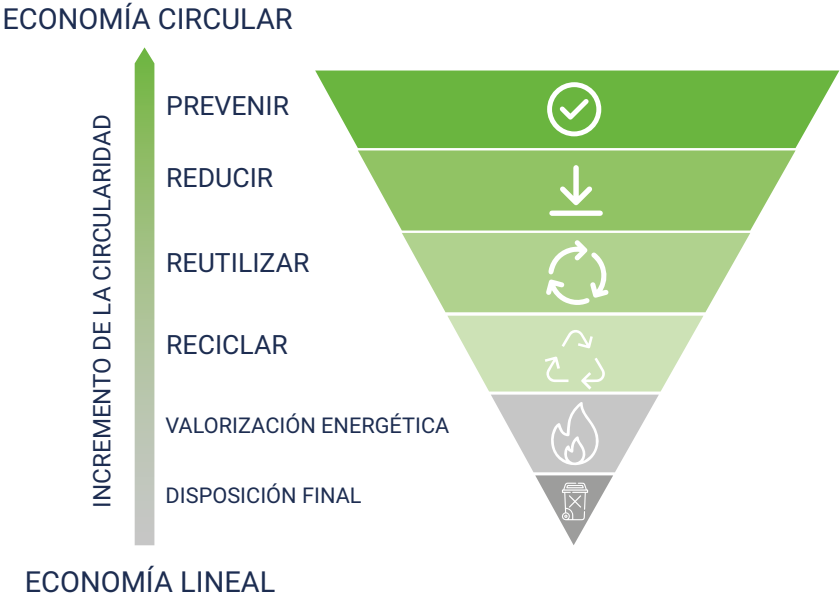 ECONOMÍA CIRCULAR
INCREMENTO DE LA CIRCULARIDAD
PREVENIR
REDUCIR
REUTILIZAR
RECICLAR
VALORIZACIÓN ENERGÉTICA
DISPOSICIÓN FINAL
ECONOMÍA LINEAL